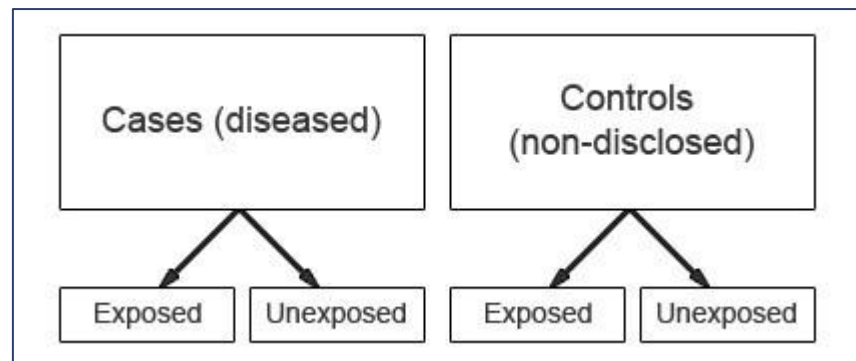 Cases (diseased)
Controls
(non-disclosed)
Exposed
Unexposed
Exposed
Unexposed